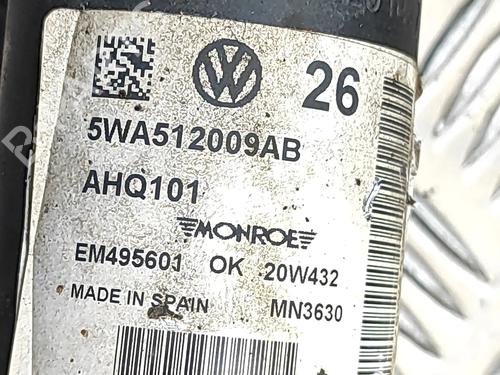 26
5WA512009AB
AHQ101
MONROE
EM495601 OK 20W432
MADE IN SPAIN MN3630